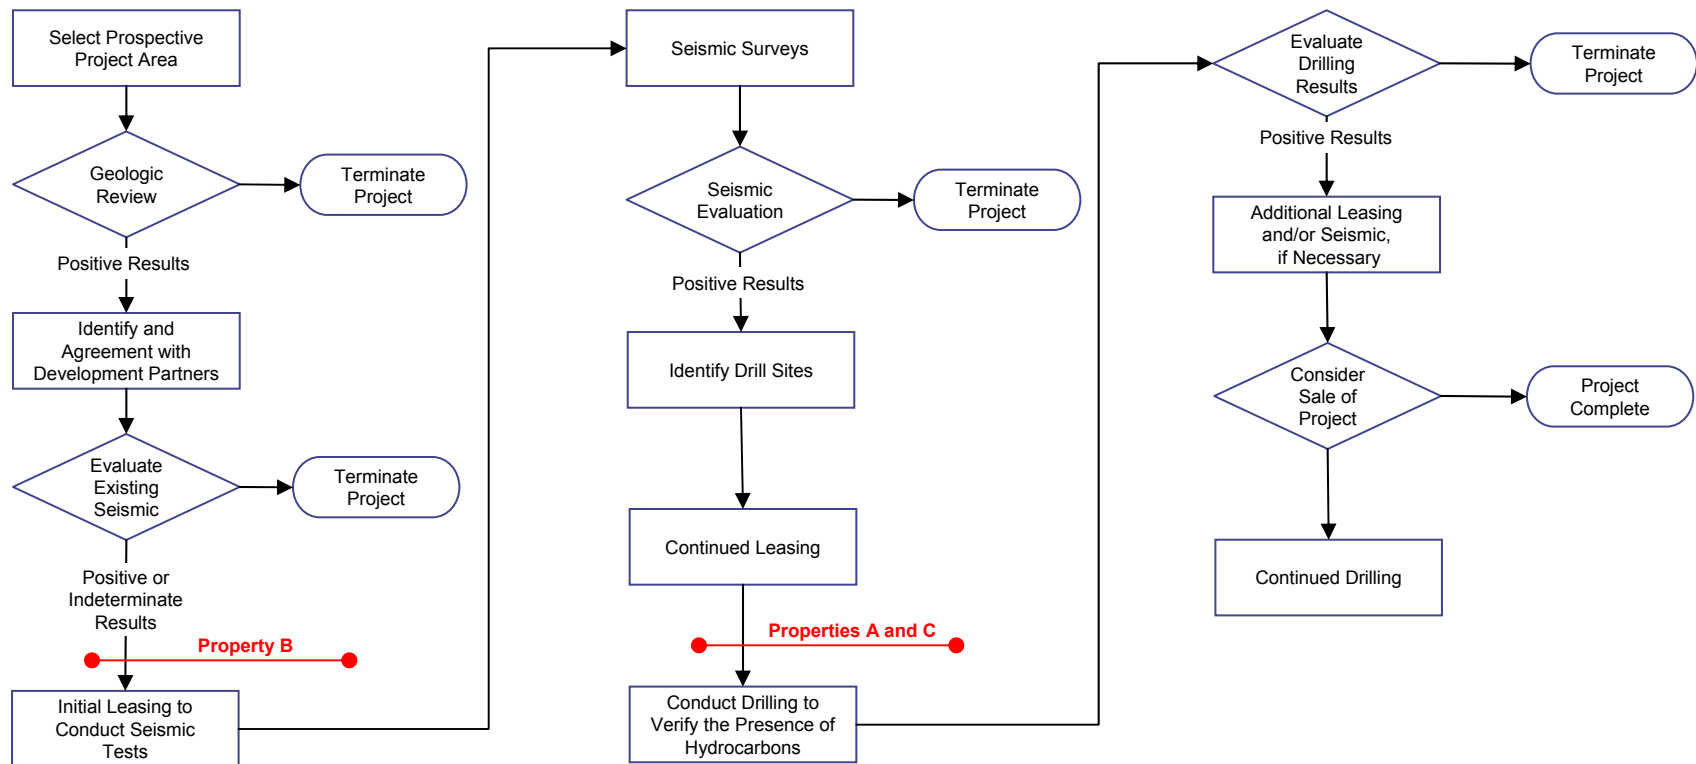 Select Prospective
Project Area
Geologic
Review
Terminate
Project
Positive Results
Identify and
Agreement with
Development Partners
Evaluate
Existing
Seismic
Terminate
Project
Positive or
Indeterminate
Results
Property B
Initial Leasing to
Conduct Seismic
Tests
Seismic Surveys
Seismic
Evaluation
Terminate
Project
Positive Results
Identify Drill Sites
Continued Leasing
Properties A and C
Conduct Drilling to
Verify the Presence of
Hydrocarbons
Evaluate
Drilling
Results
Terminate
Project
Positive Results
Additional Leasing
and/or Seismic,
if Necessary
Consider
Sale of
Project
Project
Complete
Continued Drilling